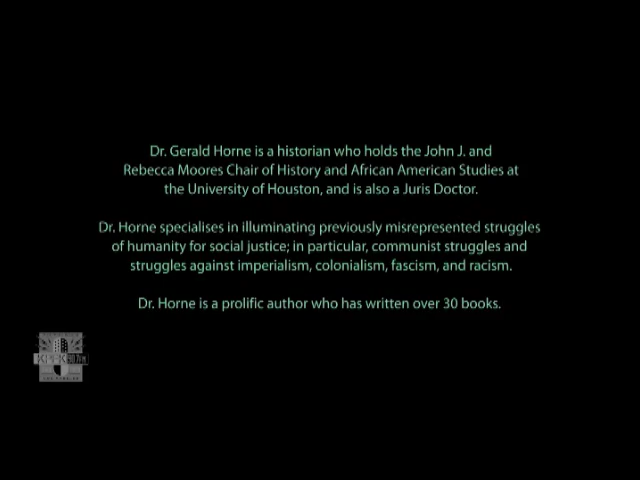 Dr. Gerald Horne is a historian who holds the John J. and
Rebecca Moores Chair of History and African American Studies at
the University of Houston, and is also a Juris Doctor.
Dr. Horne specialises in illuminating previously misrepresented struggles
of humanity for social justice; in particular, communist struggles and
struggles against imperialism, colonialism, fascism, and racism.
Dr. Horne is a prolific author who has written over 30 books.
KPFK
LOS ANGELES